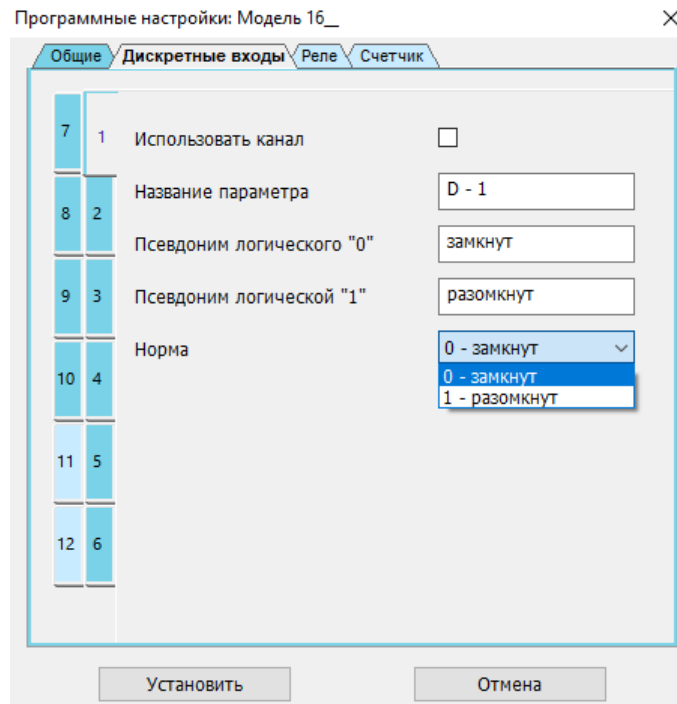 Программные настройки: Модель 16__
Общие Дискретные входы Реле Счетчик
7 1
8 2
9 3
10 4
11 5
12 6
Использовать канал
Название параметра D - 1
Псевдоним логического "0" замкнут
Псевдоним логической "1" разомкнут
Норма 0 - замкнут
0 - замкнут
1 - разомкнут
Установить Отмена